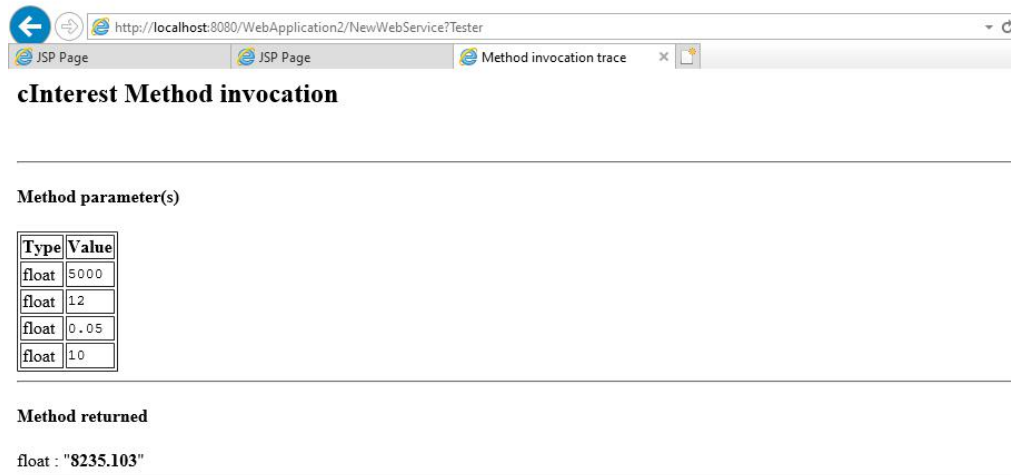 http://localhost:8080/WebApplication2/NewWebService?Tester
JSP Page
JSP Page
Method invocation trace
cInterest Method invocation
Method parameter(s)
Type Value
float 5000
float 12
float 0.05
float 10
Method returned
float : "8235.103"